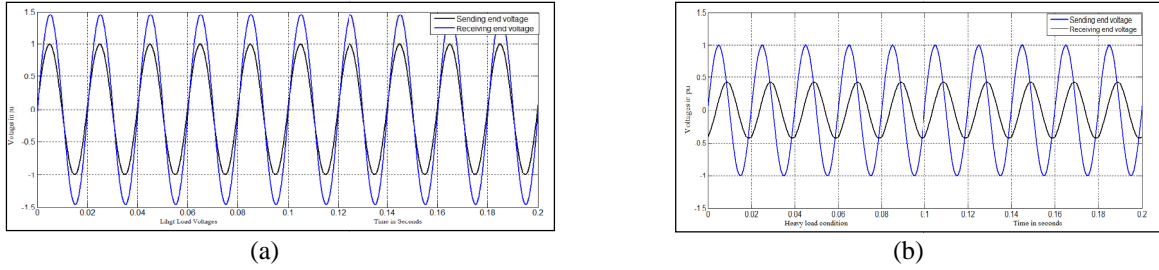 Sending end voltage
Receiving end voltage
1.5
1
0.5
0
-0.5
-1
-1.5
Voltages in pu
0 0.02 0.04 0.06 0.08 0.1 0.12 0.14 0.16 0.18 0.2
Lihgt Load Voltages Time in Seconds
(a)
Sending end voltage
Receiving end voltage
1.5
1
0.5
0
0.5
-1
-1.5
Voltages in pu
0 0.02 0.04 0.06 0.08 0.1 0.12 0.14 0.16 0.18 0.2
Heavy load condition Time in seconds
(b)